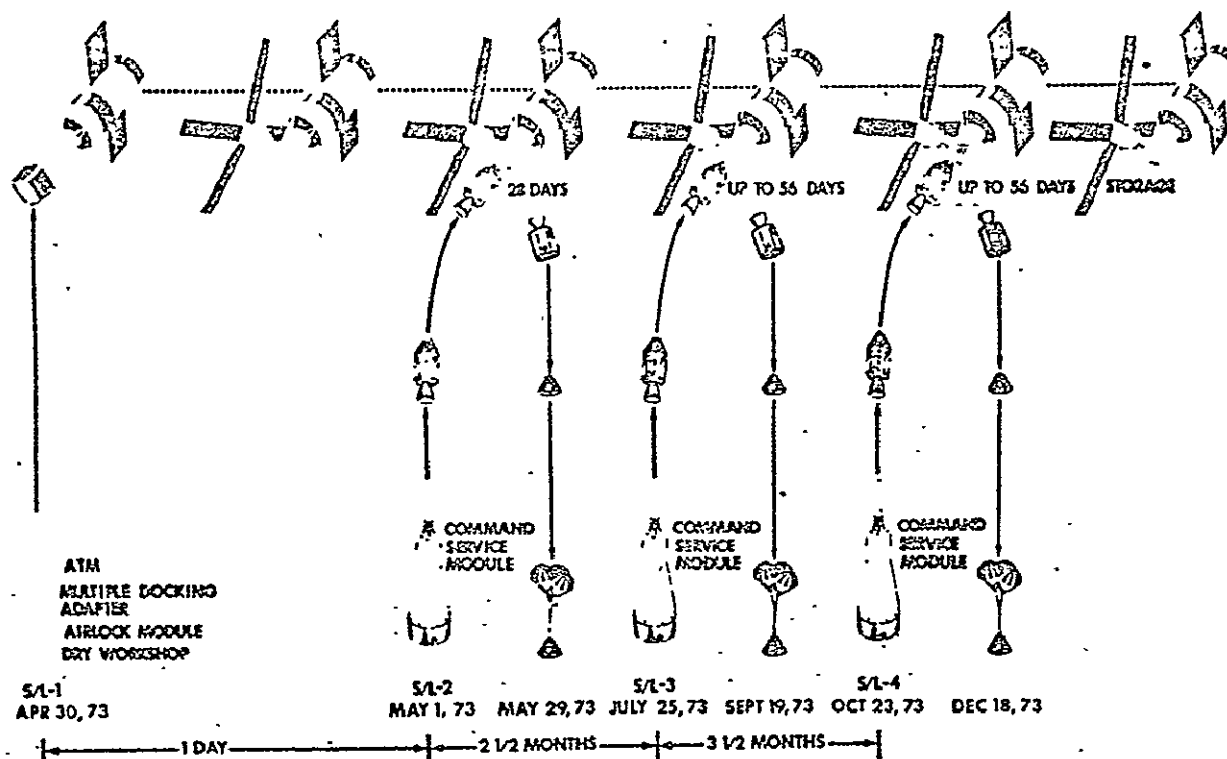 28 DAYS
UP TO 56 DAYS
UP TO 56 DAYS
STORAGE
COMMAND
SERVICE
MODULE
COMMAND
SERVICE
MODULE
COMMAND
SERVICE
MODULE
ATM
MULTIPLE DOCKING
ADAPTER
AIRLOCK MODULE
DRY WORKSHOP
S/L-1
APR 30, 73
S/L-2
MAY 1, 73
MAY 29, 73
S/L-3
JULY 25, 73
SEPT 19, 73
S/L-4
OCT 23, 73
DEC 18, 73
1 DAY
2 1/2 MONTHS
3 1/2 MONTHS